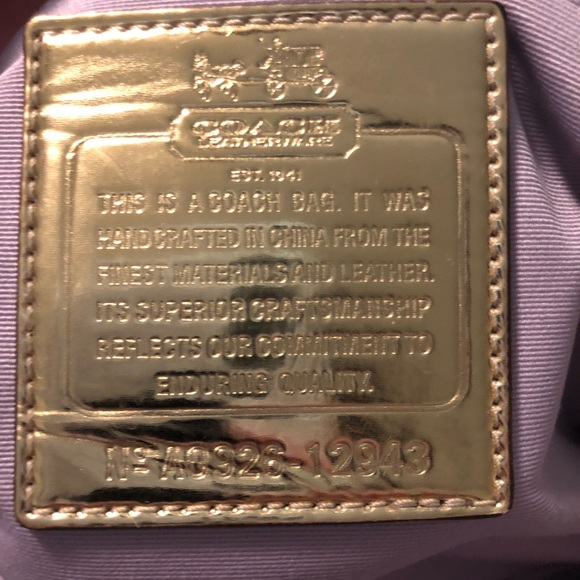 COACH
LEATHERWARE
EST. 1941
THIS IS A COACH BAG. IT WAS
HANDCRAFTED IN CHINA FROM THE
FINEST MATERIALS AND LEATHER.
ITS SUPERIOR CRAFTSMANSHIP
REFLECTS OUR COMMITMENT TO
ENDURING QUALITY.
Nº A0926-12943